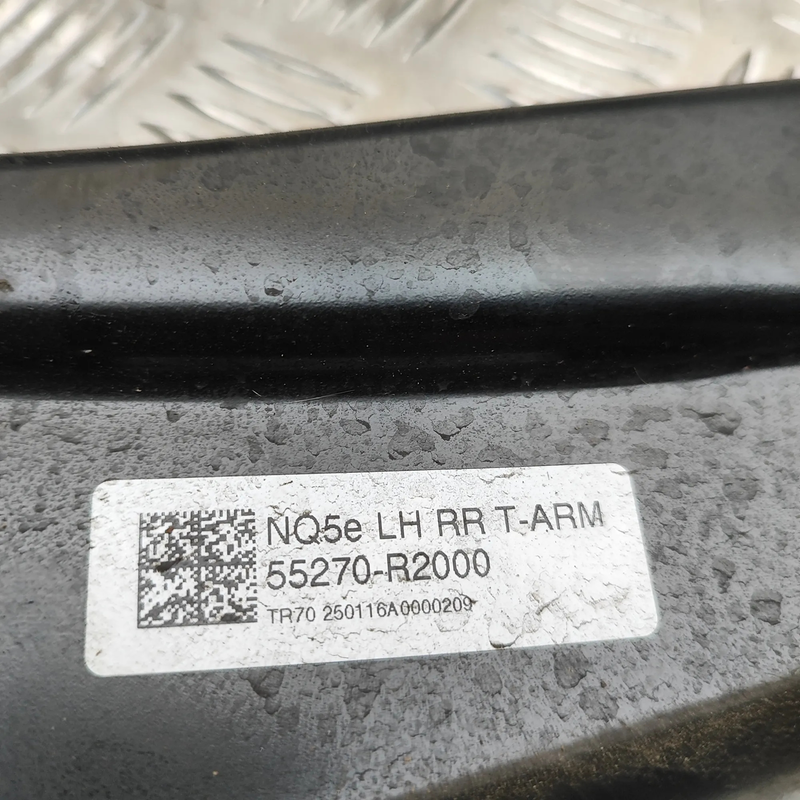 NQ5e LH RR T-ARM
55270-R2000
TR70 250116A0000209